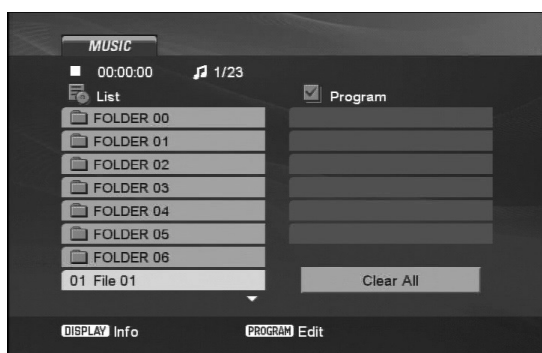 MUSIC
00:00:00 1/23
List
FOLDER 00
FOLDER 01
FOLDER 02
FOLDER 03
FOLDER 04
FOLDER 05
FOLDER 06
01 File 01
Program
Clear All
DISPLAY Info PROGRAM Edit